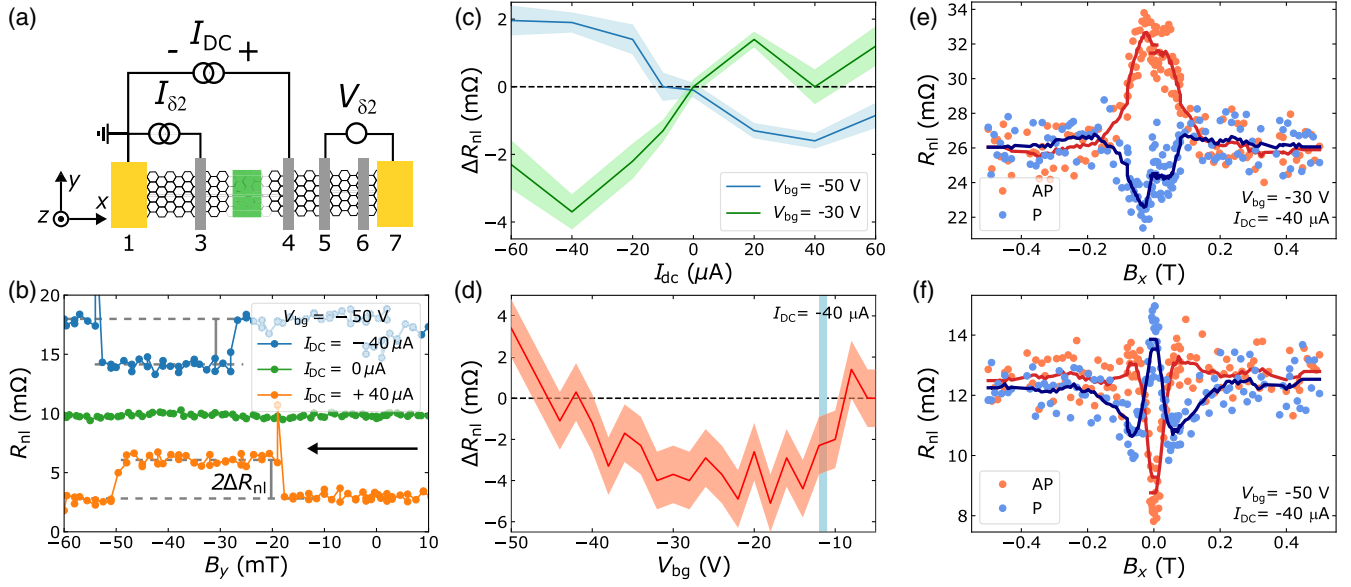 (a)
- I_DC +
I_δ2
V_δ2
y
z
x
1
3
4
5
6
7
(b)
20
15
10
5
0
R_nl (mΩ)
V_bg = −50 V
I_DC = −40 μA
I_DC = 0 μA
I_DC = +40 μA
2ΔR_nl
−60 −50 −40 −30 −20 −10 0 10
B_y (mT)
(c)
2
0
−2
−4
ΔR_nl (mΩ)
V_bg= -50 V
V_bg= -30 V
−60 −40 −20 0 20 40 60
I_dc (μA)
(d)
I_DC= -40 μA
4
2
0
−2
−4
−6
ΔR_nl (mΩ)
−50 −40 −30 −20 −10
V_bg (V)
(e)
34
32
30
28
26
24
22
R_nl (mΩ)
AP
P
V_bg= -30 V
I_DC= -40 μA
−0.4 −0.2 0.0 0.2 0.4
B_x (T)
(f)
14
12
10
8
R_nl (mΩ)
AP
P
V_bg= -50 V
I_DC= -40 μA
−0.4 −0.2 0.0 0.2 0.4
B_x (T)